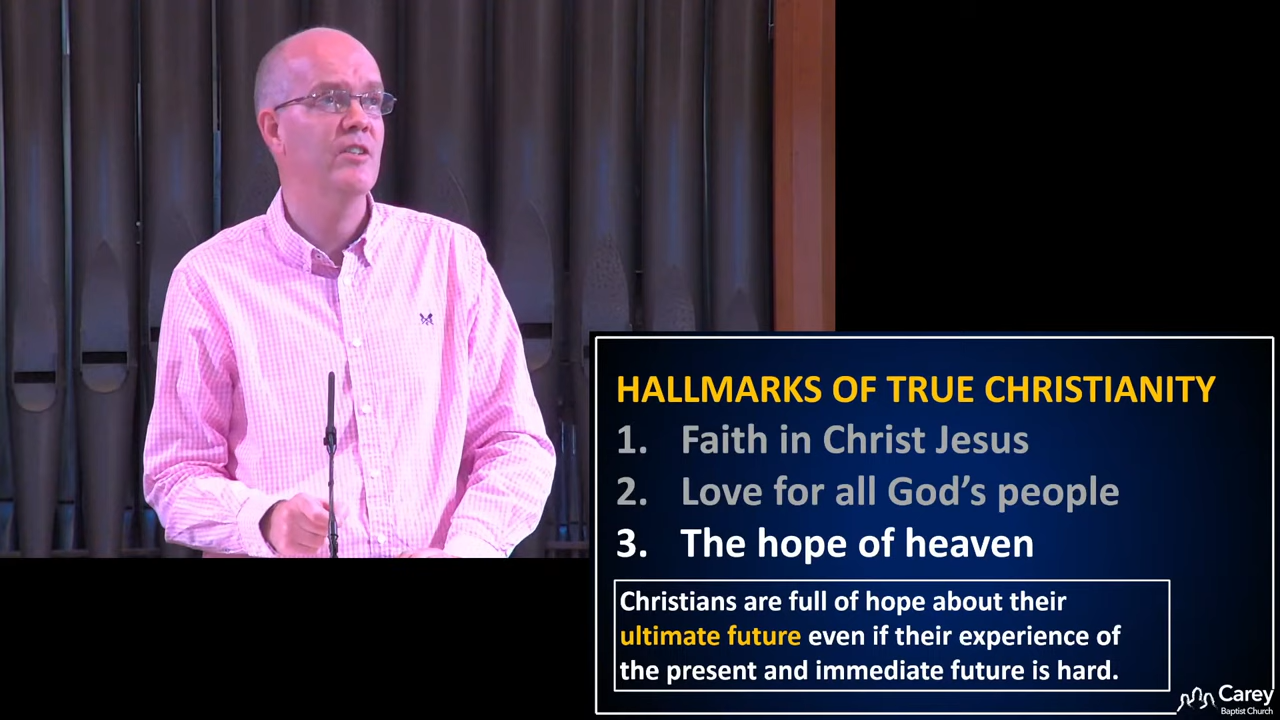 HALLMARKS OF TRUE CHRISTIANITY
1. Faith in Christ Jesus
2. Love for all God's people
3. The hope of heaven
Christians are full of hope about their
ultimate future even if their experience of
the present and immediate future is hard.
Carey
Baptist Church